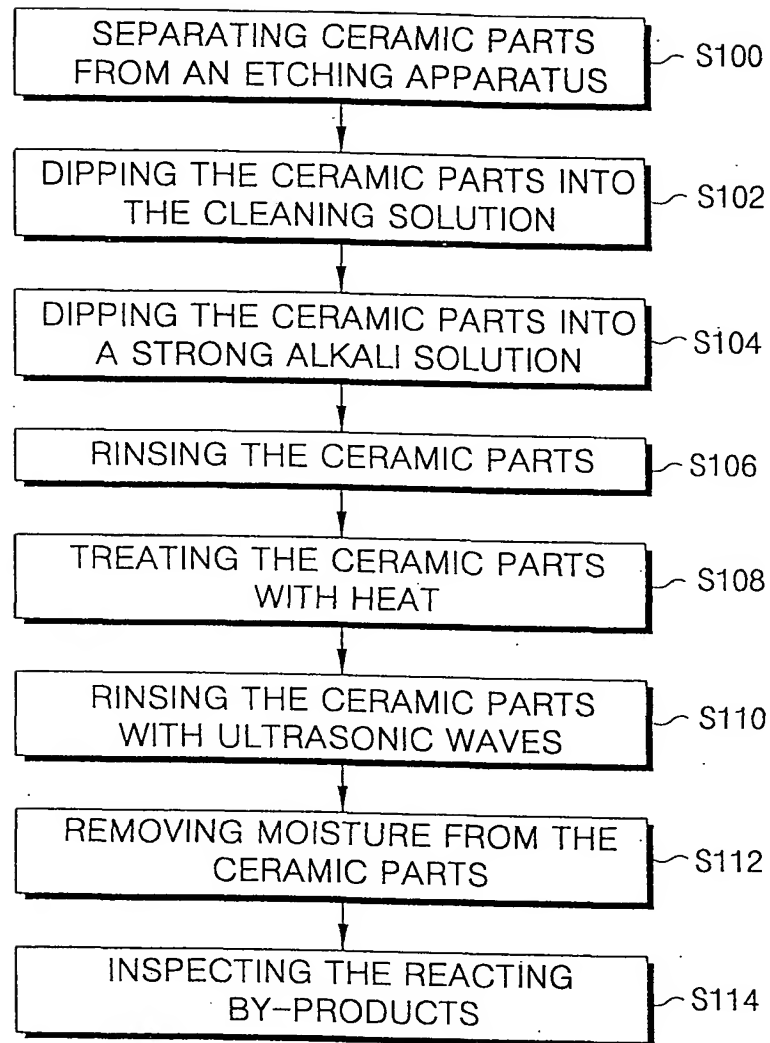 SEPARATING CERAMIC PARTS
FROM AN ETCHING APPARATUS
S100
DIPPING THE CERAMIC PARTS INTO
THE CLEANING SOLUTION
S102
DIPPING THE CERAMIC PARTS INTO
A STRONG ALKALI SOLUTION
S104
RINSING THE CERAMIC PARTS
S106
TREATING THE CERAMIC PARTS
WITH HEAT
S108
RINSING THE CERAMIC PARTS
WITH ULTRASONIC WAVES
S110
REMOVING MOISTURE FROM THE
CERAMIC PARTS
S112
INSPECTING THE REACTING
BY-PRODUCTS
S114